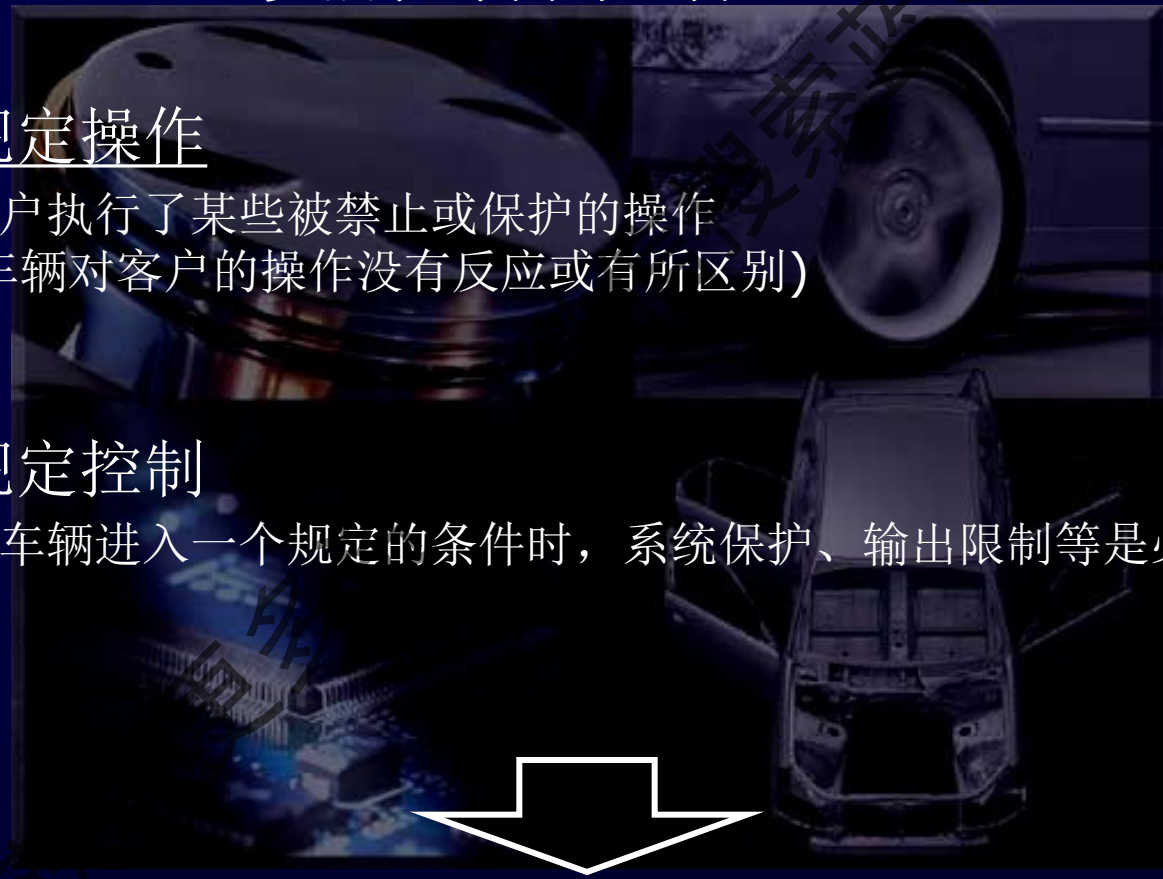 规定操作
户执行了某些被禁止或保护的操作
车辆对客户的操作没有反应或有所区别)
规定控制
车辆进入一个规定的条件时，系统保护、输出限制等是必